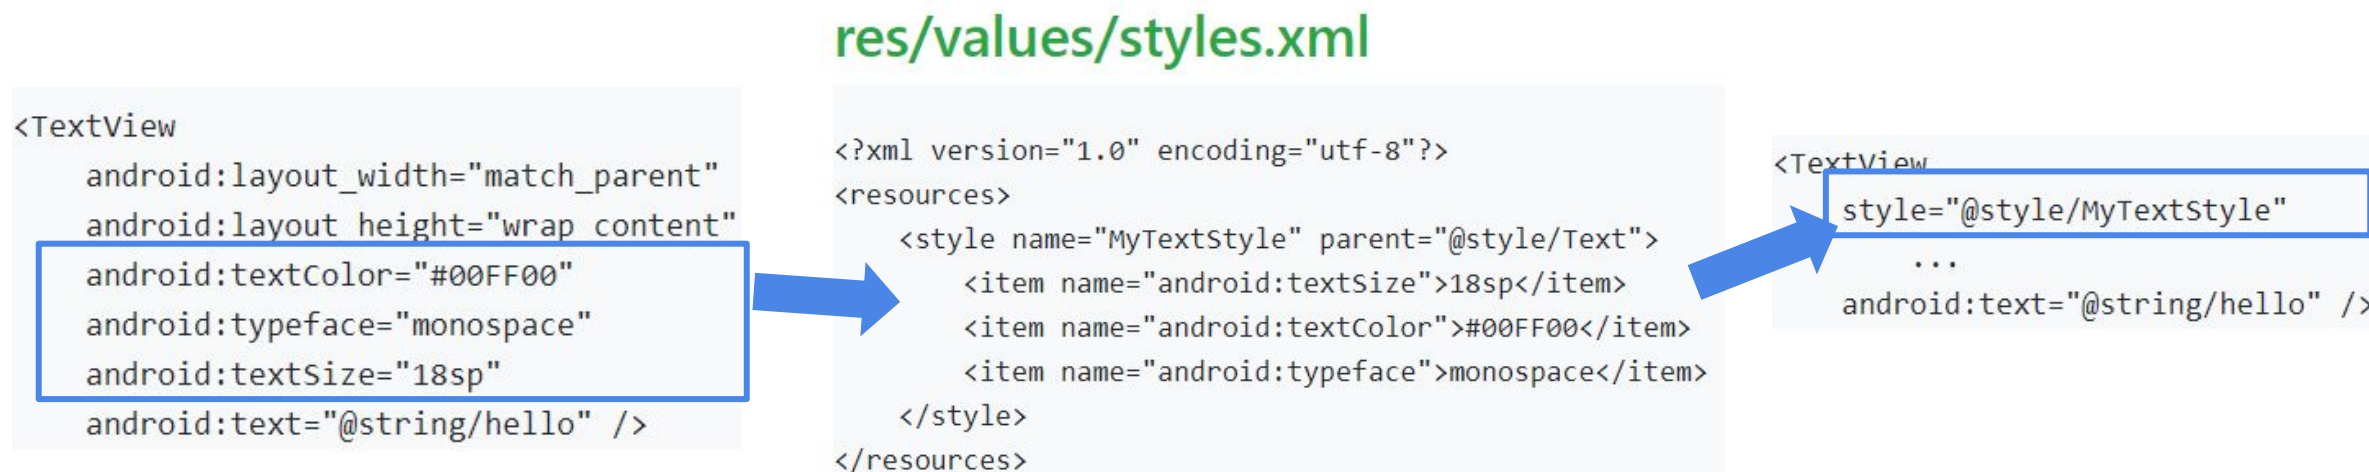 res/values/styles.xml
<TextView
android:layout_width="match_parent"
android:layout_height="wrap_content"
android:textColor="#00FF00"
android:typeface="monospace"
android:textSize="18sp"
android:text="@string/hello" />
<?xml version="1.0" encoding="utf-8"?>
<resources>
<style name="MyTextStyle" parent="@style/Text">
<item name="android:textSize">18sp</item>
<item name="android:textColor">#00FF00</item>
<item name="android:typeface">monospace</item>
</style>
</resources>
<TextView
style="@style/MyTextStyle"
...
android:text="@string/hello" />